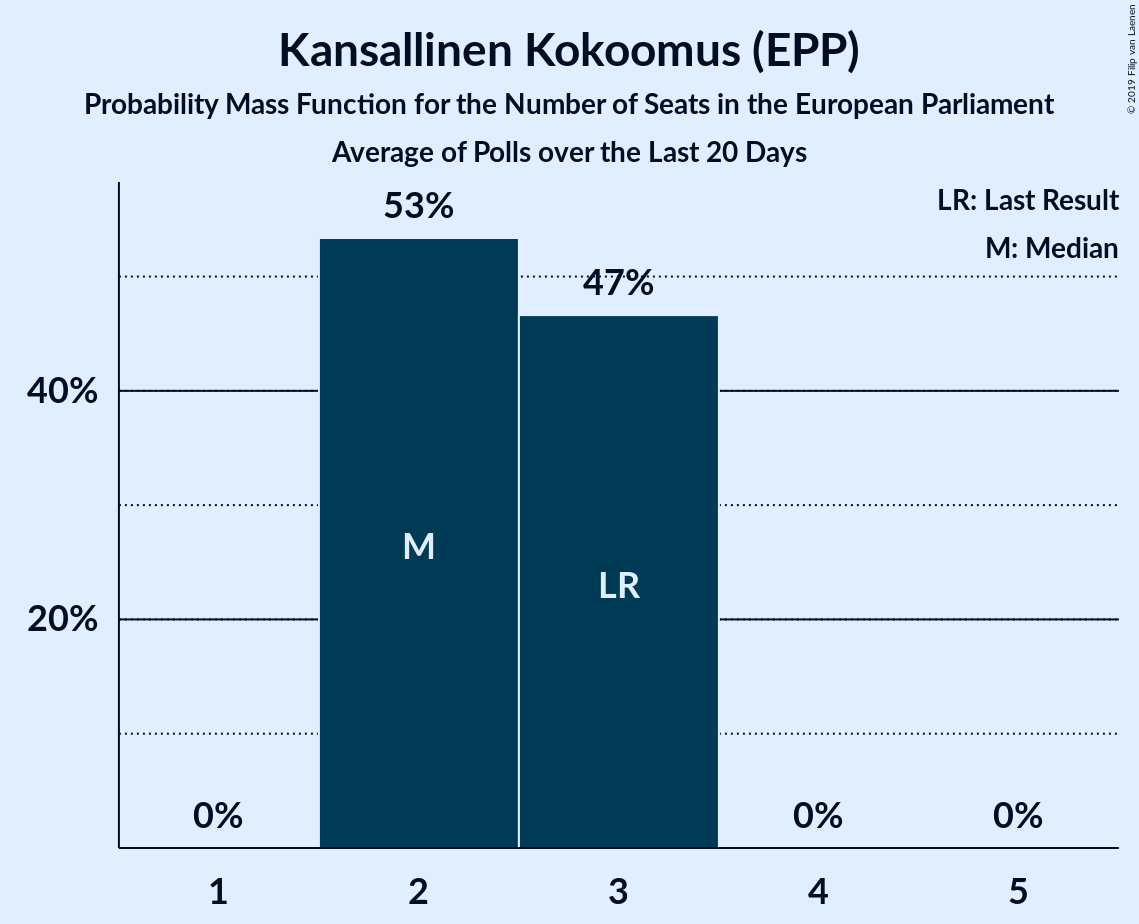 Kansallinen Kokoomus (EPP)
Probability Mass Function for the Number of Seats in the European Parliament
Average of Polls over the Last 20 Days
© 2019 Filip van Laenen
LR: Last Result
M: Median
53%
47%
40%
20%
M
LR
0%
0%
0%
1
2
3
4
5